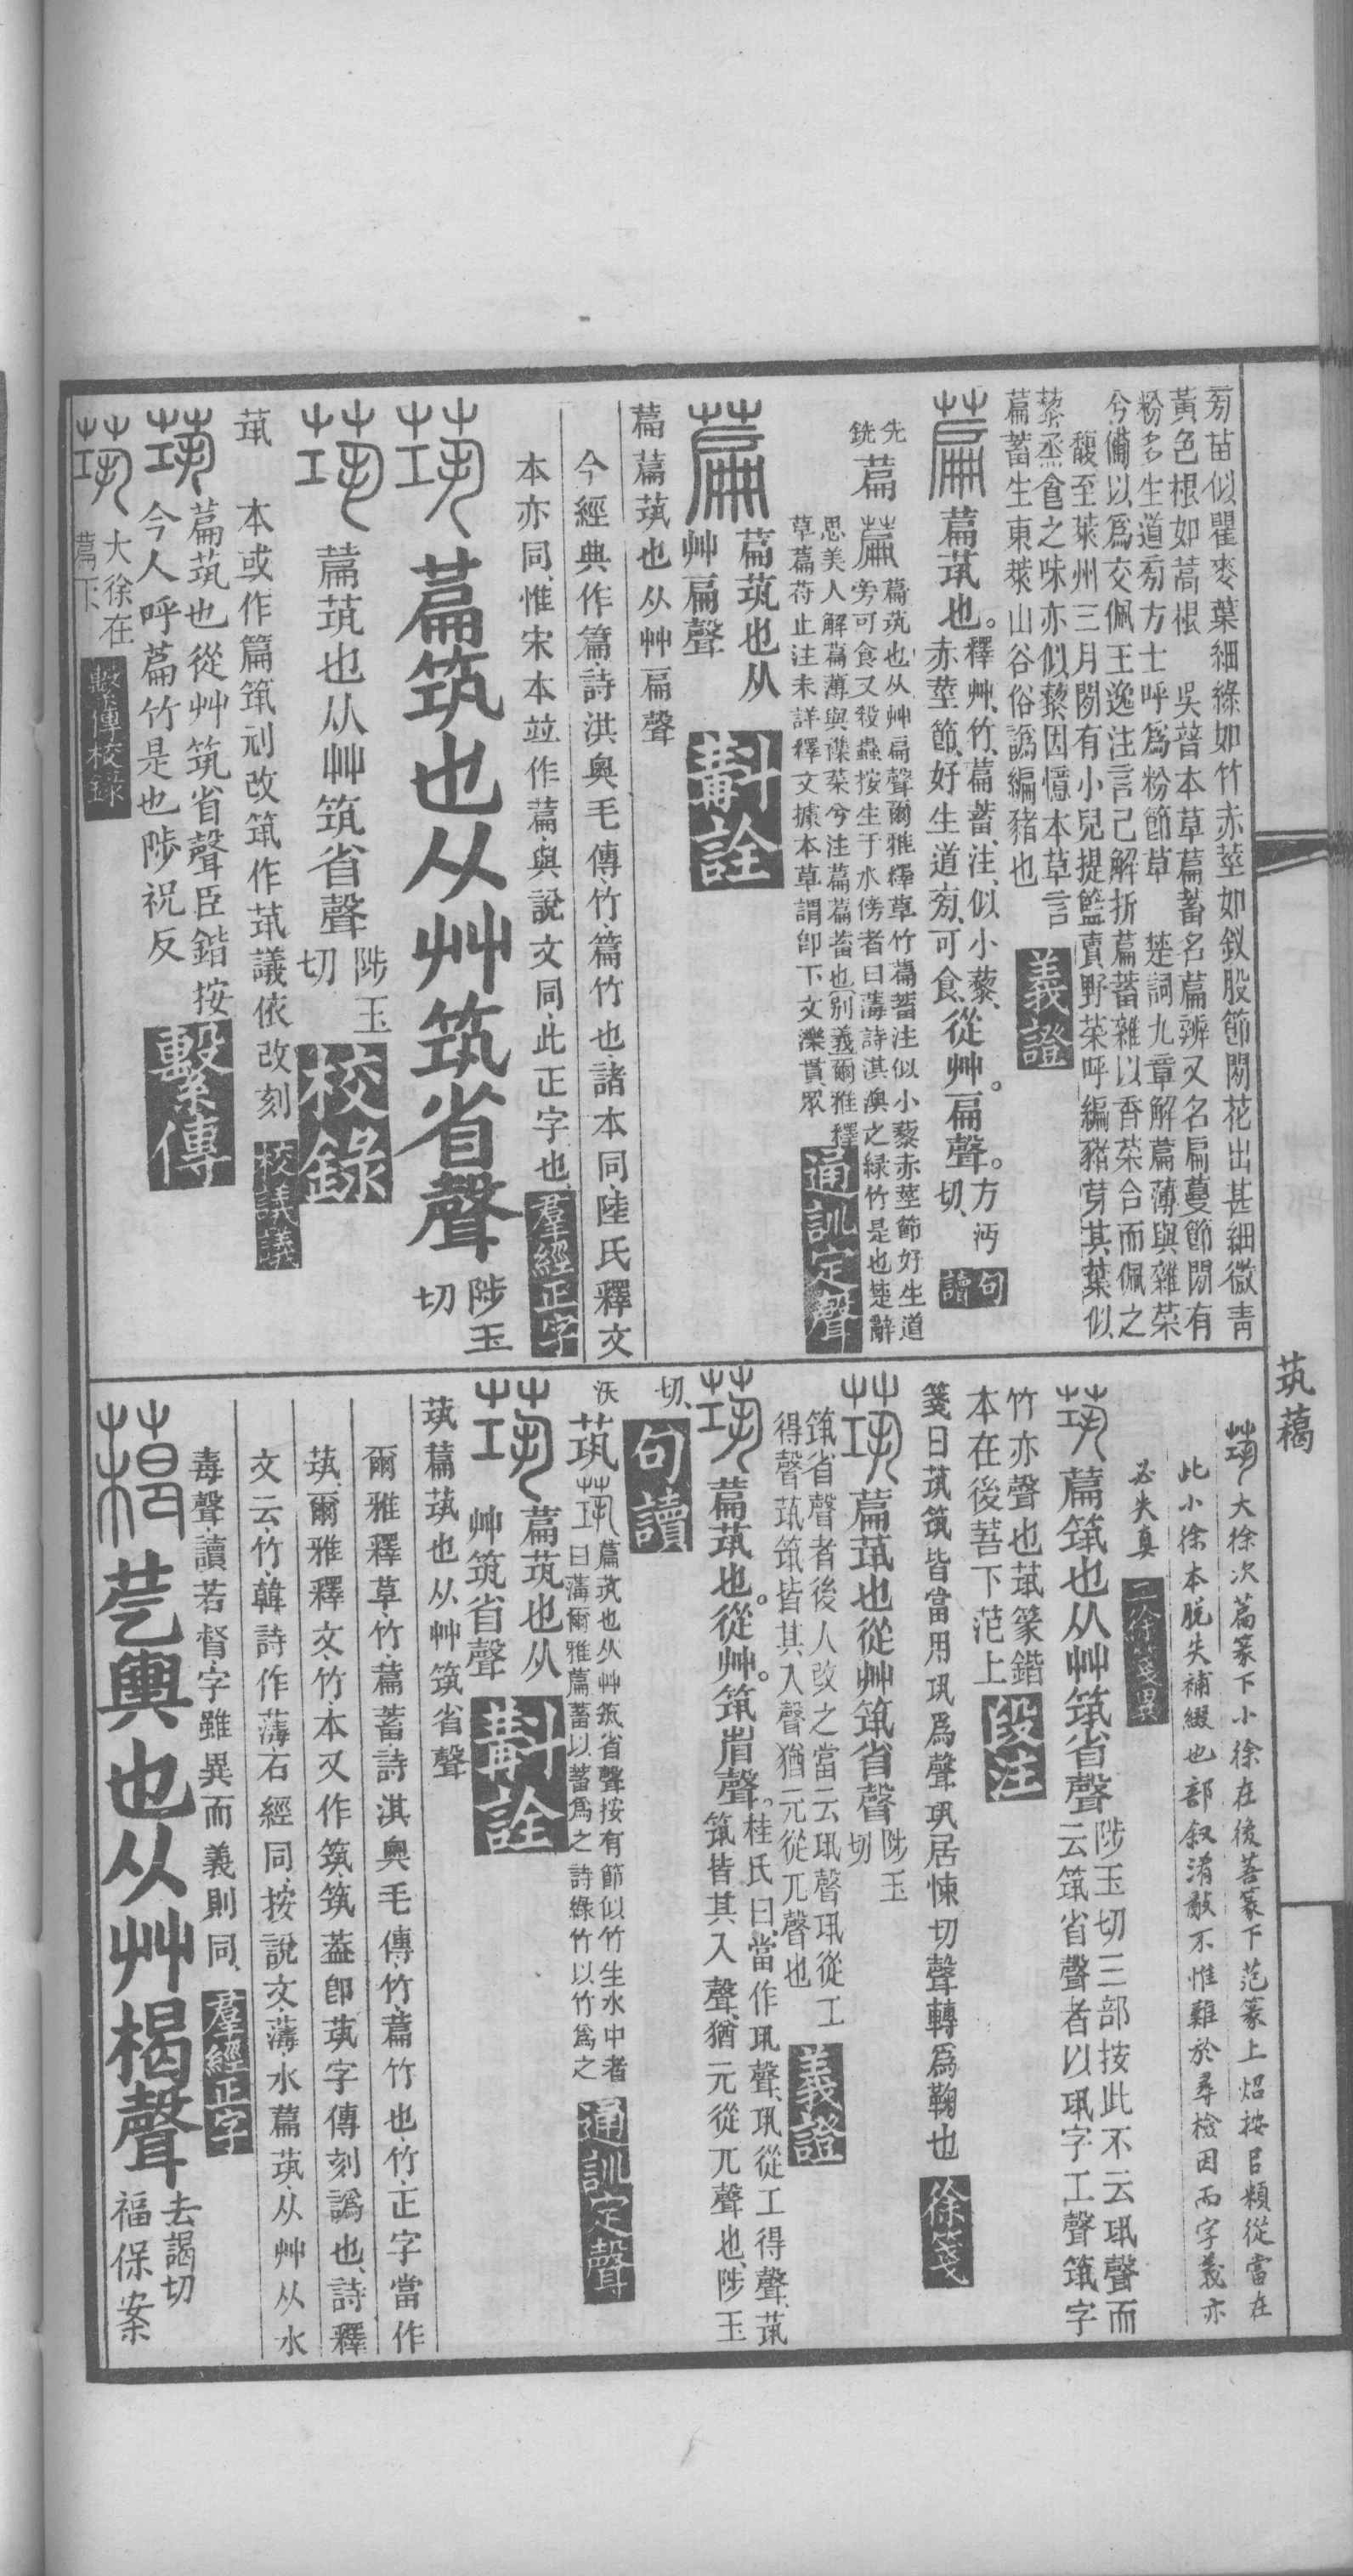 旁苗似瞿麥葉細綠如竹赤莖如釵股節閒花出甚細微靑
黃色根如蒿根　吳普本草萹蓄名萹辨又名扁蔓節閒有
粉多生道旁方士呼爲粉節草　楚詞九章解萹薄與雜菜
兮備以爲交佩王逸注言己解折萹蓄雜以香菜合而佩之
馥至萊州三月閒有小兒提籃賣野菜呼編豬芽其葉似
藜烝食之味亦似藜因憶本草言
萹蓄生東萊山谷俗譌編豬也　義證
萹茿也。釋艸、竹、萹蓄、注、似小藜、
赤莖節、好生道旁、可食、從艸。扁聲。方沔切、句讀
先銑　萹　萹茿也从艸扁聲爾雅釋草竹萹蓄注似小藜赤莖節好生道
旁可食又殺蟲按生于水傍者曰薄詩淇澳之緑竹是也楚辭
思美人解萹薄與襍菜兮注萹萹蓄也別義爾雅釋
草萹苻止注未詳釋文據本草謂卽下文濼貫眾　通訓定聲
萹茿也从
艸扁聲　斠詮
萹萹茿也从艸扁聲
今經典作篇、詩淇奧毛傳、竹、篇竹也、諸本同、陸氏釋文
本亦同、惟宋本竝作萹、與說文同、此正字也、羣經正字
萹茿也从艸筑省聲　陟玉切
萹茿也从艸筑省聲　陟玉切　校錄
茿　本或作篇筑刓改筑作茿議依改刻　校議議
萹茿也從艸筑省聲臣鍇按
今人呼萹竹是也陟祝反　繫傳
大徐在
萹下　繫傳校錄
茿　藒
大徐次萹篆下小徐在後菩篆下范篆上炤按㠯類從當在
此小徐本脫失補綴也部叙淆敵不惟難於尋檢因而字義亦
必失真　二徐箋異
萹筑也从艸筑省聲　陟玉切三部按此不云巩聲而
云筑省聲者以巩字工聲筑字
竹亦聲也茿篆鍇
本在後菩下范上　段注
箋曰茿筑皆當用巩爲聲巩居悚切聲轉爲鞠也　徐箋
萹茿也從艸筑省聲　陟玉切
筑省聲者後人改之當云巩聲巩從工
得聲茿筑皆其入聲猶元從兀聲也　義證
萹茿也。從艸。筑省聲。桂氏曰、當作巩聲、巩從工得聲、茿
筑皆其入聲、猶元從兀聲也、陟玉
切、句讀
沃　茿　萹茿也从艸筑省聲按有節似竹生水中者
曰薄爾雅萹蓄以蓄爲之詩綠竹以竹爲之　通訓定聲
萹茿也从
艸筑省聲　斠詮
茿萹茿也从艸筑省聲
爾雅釋草、竹、萹蓄、詩淇奧毛傳、竹、萹竹也、竹、正字當作
茿、爾雅釋文、竹、本又作筑、筑葢卽茿字傳刻譌也、詩釋
文云、竹、韓詩作薄、石經同、按說文、薄、水萹茿、从艸从水
毒聲、讀若督、字雖異而義則同、羣經正字
藒　芞輿也从艸楬聲　去謁切　福保案